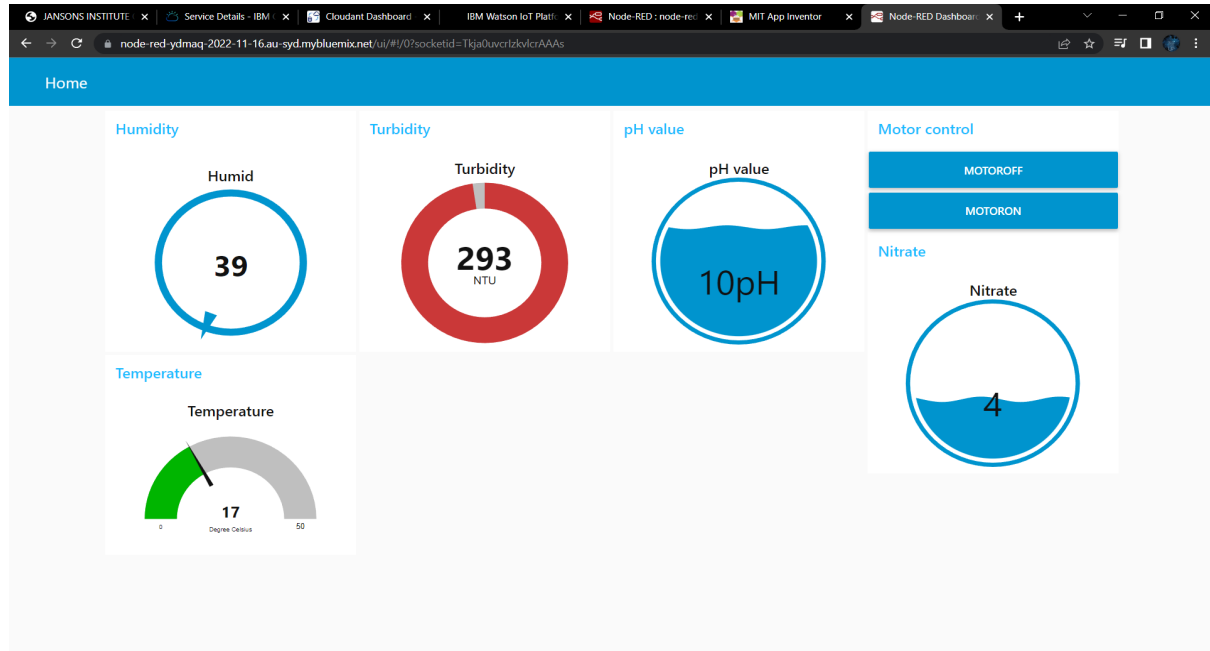 JANSONS INSTITUTE
Service Details - IBM
Cloudant Dashboard
IBM Watson IoT Platfo
Node-RED : node-red
MIT App Inventor
Node-RED Dashboard
node-red-ydmaq-2022-11-16.au-syd.mybluemix.net/ui/#!/0?socketid=Tkja0uvcrlzkvlcrAAAs
Home
Humidity
Humid
39
Turbidity
Turbidity
293
NTU
pH value
pH value
10pH
Motor control
MOTOROFF
MOTORON
Nitrate
Nitrate
4
Temperature
Temperature
17
Degree Celsius
0
50